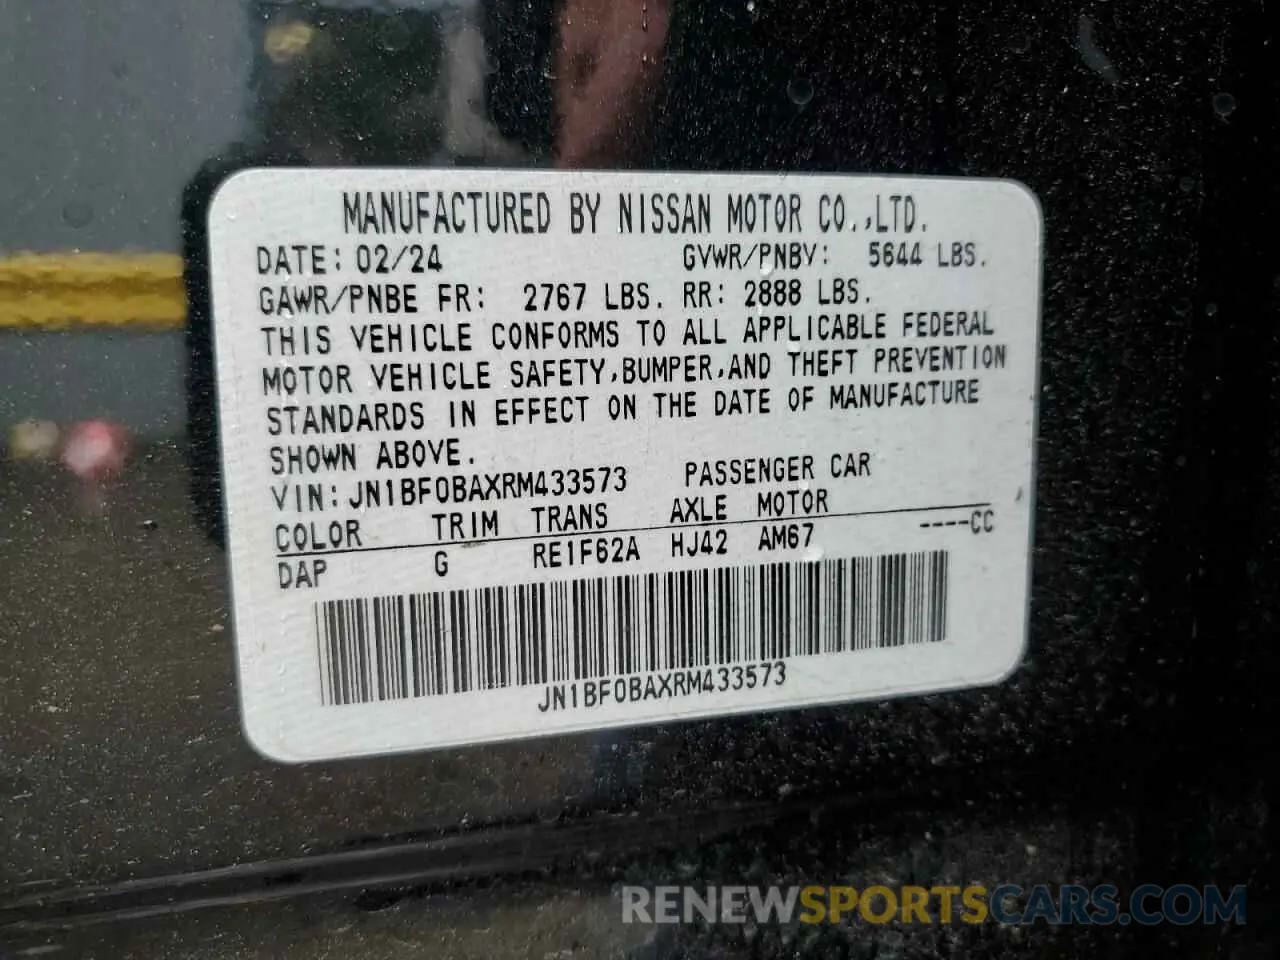 MANUFACTURED BY NISSAN MOTOR CO.,LTD.
DATE: 02/24 GVWR/PNBV: 5644 LBS.
GAWR/PNBE FR: 2767 LBS. RR: 2888 LBS.
THIS VEHICLE CONFORMS TO ALL APPLICABLE FEDERAL
MOTOR VEHICLE SAFETY,BUMPER,AND THEFT PREVENTION
STANDARDS IN EFFECT ON THE DATE OF MANUFACTURE
SHOWN ABOVE.
VIN: JN1BF0BAXRM433573 PASSENGER CAR
COLOR TRIM TRANS AXLE MOTOR
DAP G RE1F62A HJ42 AM67 ----CC
JN1BF0BAXRM433573
RENEWSPORTSCARS.COM